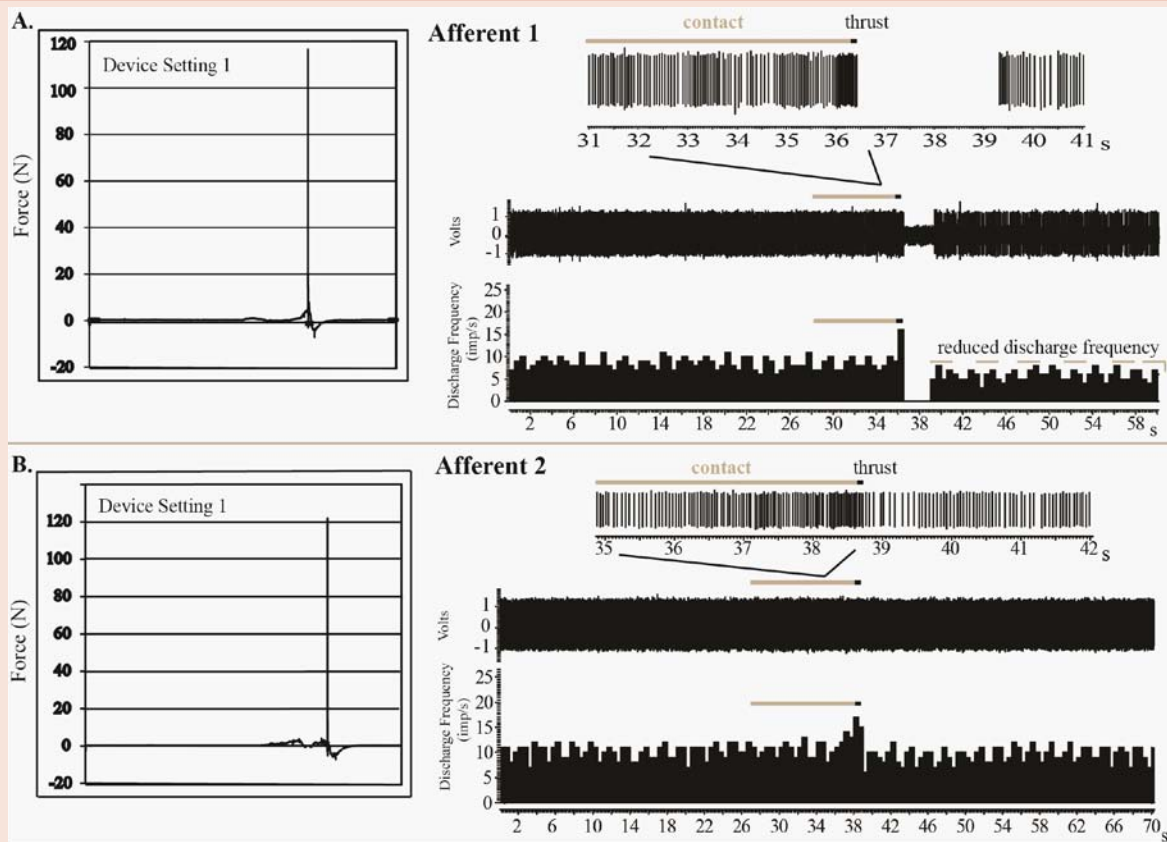 A.
Device Setting 1
Force (N)
120
100
80
60
40
20
0
-20
Afferent 1
contact thrust
31 32 33 34 35 36 37 38 39 40 41 s
Volts
1
0
-1
Discharge Frequency
(imp/s)
25
20
15
10
5
0
reduced discharge frequency
2 6 10 14 18 22 26 30 34 36 42 46 50 54 58 s
B.
Device Setting 1
Force (N)
120
100
80
60
40
20
0
-20
Afferent 2
contact thrust
35 36 37 38 39 40 41 42 s
Volts
1
0
-1
Discharge Frequency
(imp/s)
25
20
15
10
5
0
2 6 10 14 18 22 26 30 34 38 42 46 50 54 58 62 66 70 s